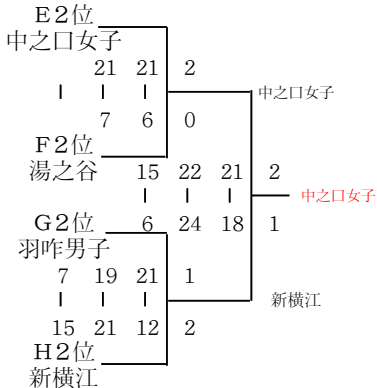 E2位
中之口女子
21 21 2
| | | 中之口女子
7 6 0
F2位
湯之谷 15 22 21 2
| | | 中之口女子
G2位 6 24 18 1
羽咋男子
7 19 21 1
| | | 新横江
15 21 12 2
H2位
新横江